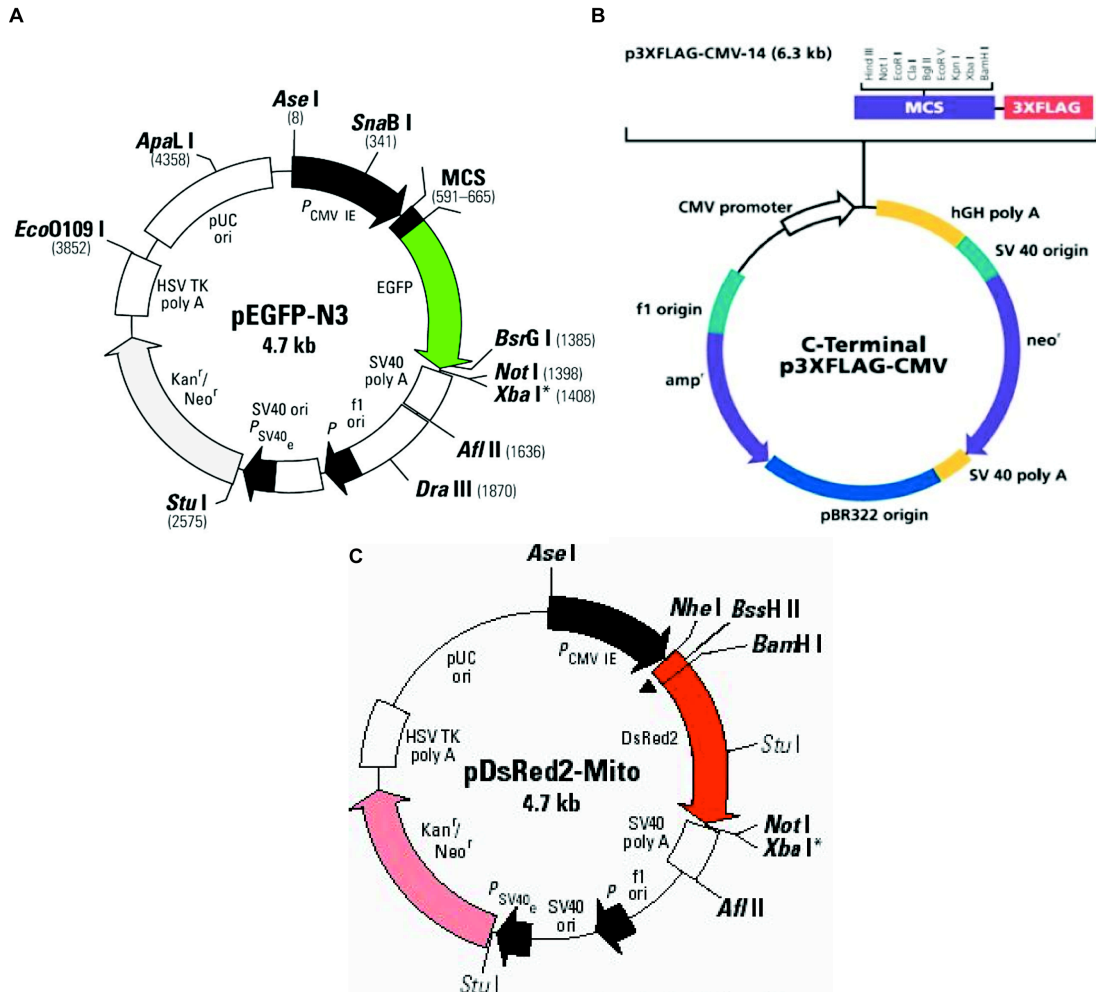 A
Ase I
(8)
SnaB I
(341)
ApaL I
(4358)
MCS
(591–665)
PCMV IE
pUC
ori
EcoO109 I
(3852)
HSV TK
poly A
EGFP
pEGFP-N3
4.7 kb
BsrG I (1385)
Not I (1398)
Xba I* (1408)
SV40
poly A
Kanr/
Neor
SV40 ori
PSV40e
P
f1
ori
Afl II (1636)
Dra III (1870)
Stu I
(2575)
B
p3XFLAG-CMV-14 (6.3 kb)
Hind III
Not I
EcoR I
Cla I
Bgl II
EcoR V
Kpn I
Xba I
BamH I
MCS
3XFLAG
CMV promoter
hGH poly A
SV 40 origin
f1 origin
C-Terminal
p3XFLAG-CMV
neor
ampr
SV 40 poly A
pBR322 origin
C
Ase I
Nhe I
BssH II
BamH I
PCMV IE
pUC
ori
HSV TK
poly A
DsRed2
Stu I
pDsRed2-Mito
4.7 kb
Not I
Xba I*
SV40
poly A
Kanr/
Neor
PSV40e
SV40
ori
P
f1
ori
Afl II
Stu I